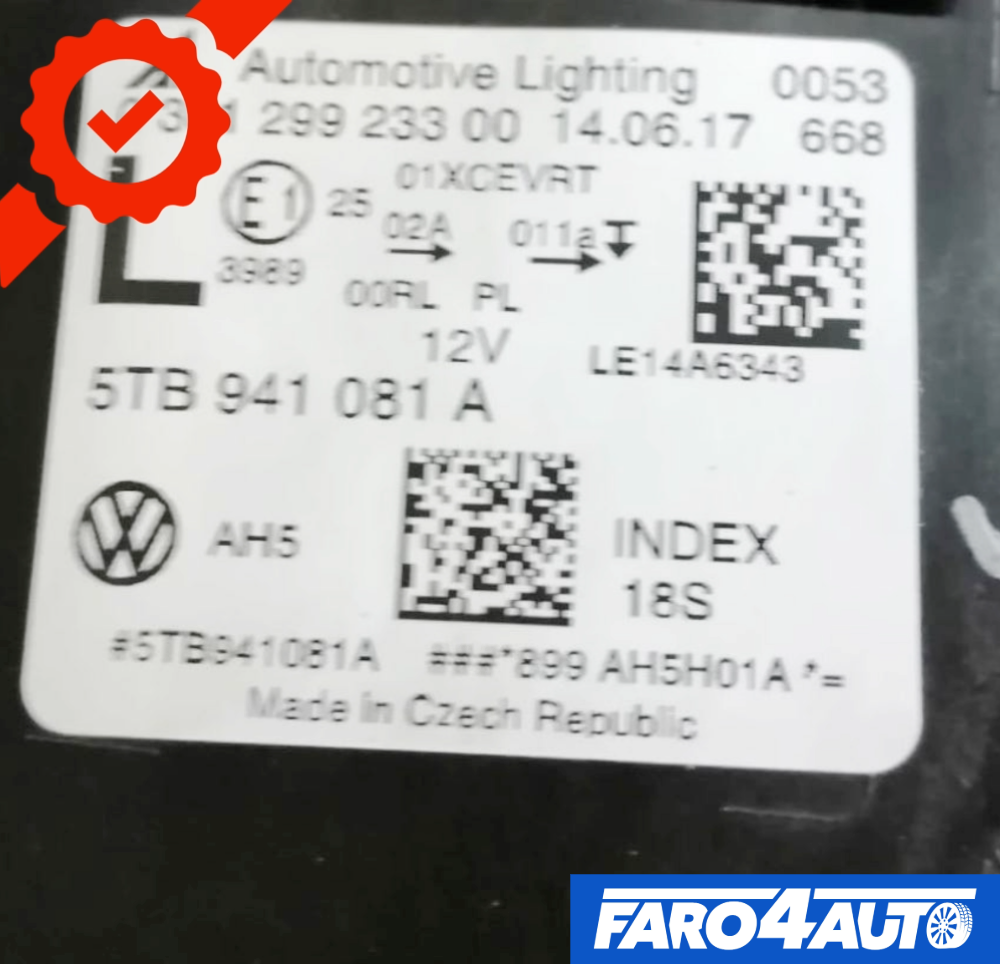 Automotive Lighting 0053
1 299 233 00 14.06.17 668
L E1 25 01XCEVRT
02A 011a
3989 00RL PL
12V LE14A6343
5TB 941 081 A
VW AH5 INDEX
18S
#5TB941081A ###*899 AH5H01A*=
Made in Czech Republic
FARO4AUTO